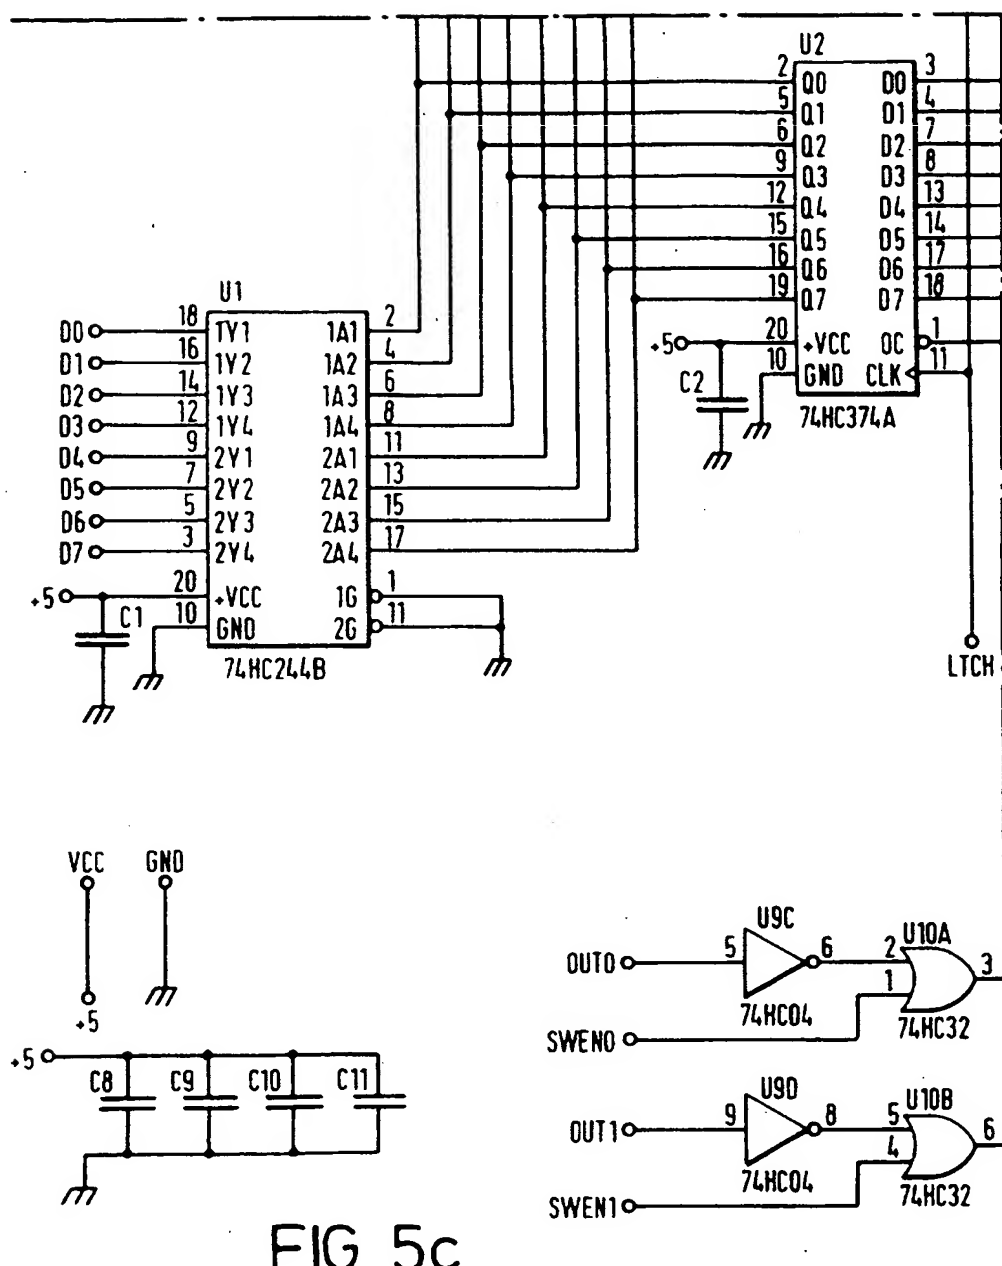 U2
2 Q0 D0 3
5 Q1 D1 4
6 Q2 D2 7
9 Q3 D3 8
12 Q4 D4 13
15 Q5 D5 14
16 Q6 D6 17
19 Q7 D7 18
+5 20 +VCC OC 1
C2 10 GND CLK 11
74HC374A
U1
D0 18 1Y1 1A1 2
D1 16 1Y2 1A2 4
D2 14 1Y3 1A3 6
D3 12 1Y4 1A4 8
D4 9 2Y1 2A1 11
D5 7 2Y2 2A2 13
D6 5 2Y3 2A3 15
D7 3 2Y4 2A4 17
+5 20 +VCC 1G 1
C1 10 GND 2G 11
74HC244B
LTCH
VCC GND
+5
U9C U10A
OUT0 5 6 2 3
1
74HC04 74HC32
SWEN0
+5
C8 C9 C10 C11
U9D U10B
OUT1 9 8 5 6
4
74HC04 74HC32
SWEN1
FIG 5c